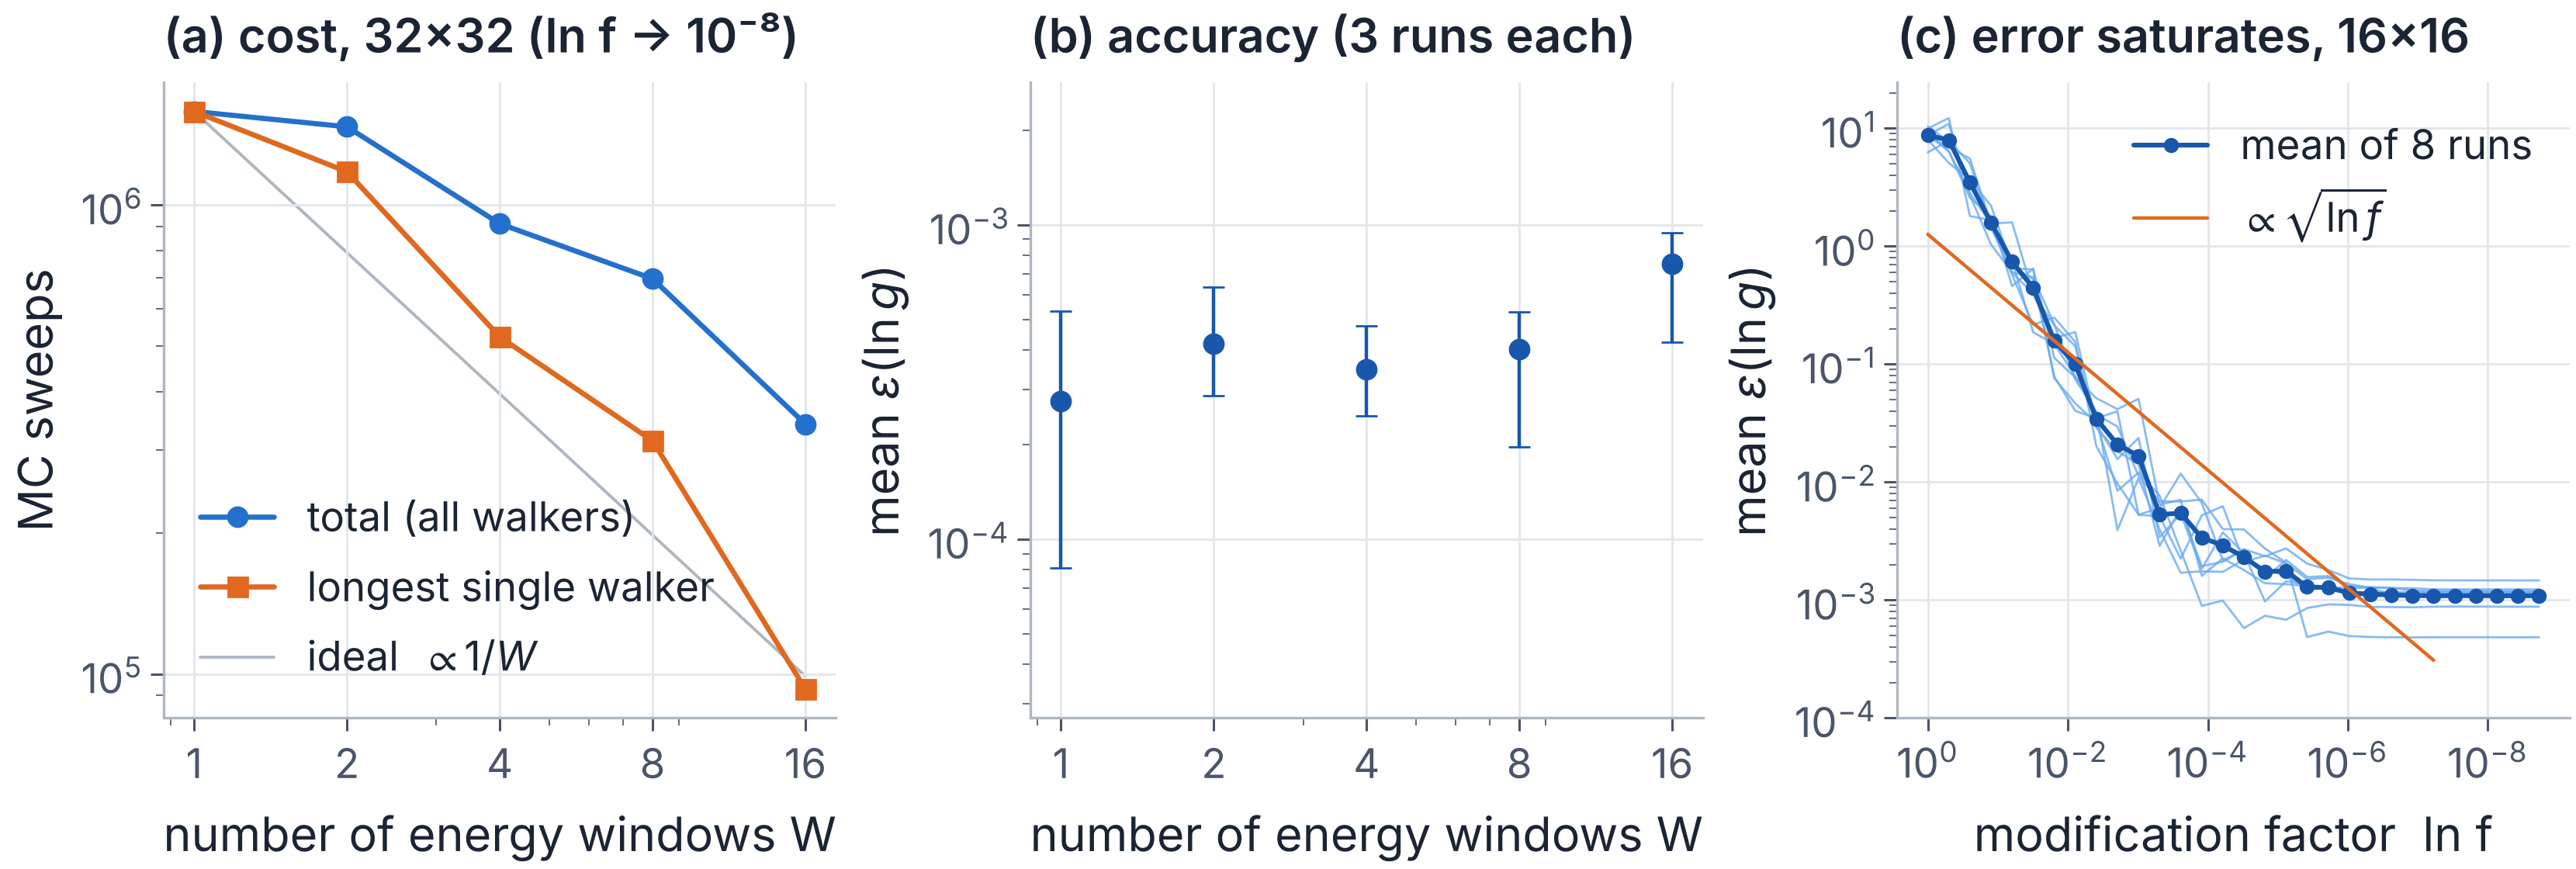 (a) cost, 32×32 (ln f → 10⁻⁸)
MC sweeps
10⁶
10⁵
total (all walkers)
longest single walker
ideal ∝1/W
1 2 4 8 16
number of energy windows W
(b) accuracy (3 runs each)
mean ε(ln g)
10⁻³
10⁻⁴
1 2 4 8 16
number of energy windows W
(c) error saturates, 16×16
mean ε(ln g)
10¹
10⁰
10⁻¹
10⁻²
10⁻³
10⁻⁴
mean of 8 runs
∝ √ln f
10⁰ 10⁻² 10⁻⁴ 10⁻⁶ 10⁻⁸
modification factor ln f